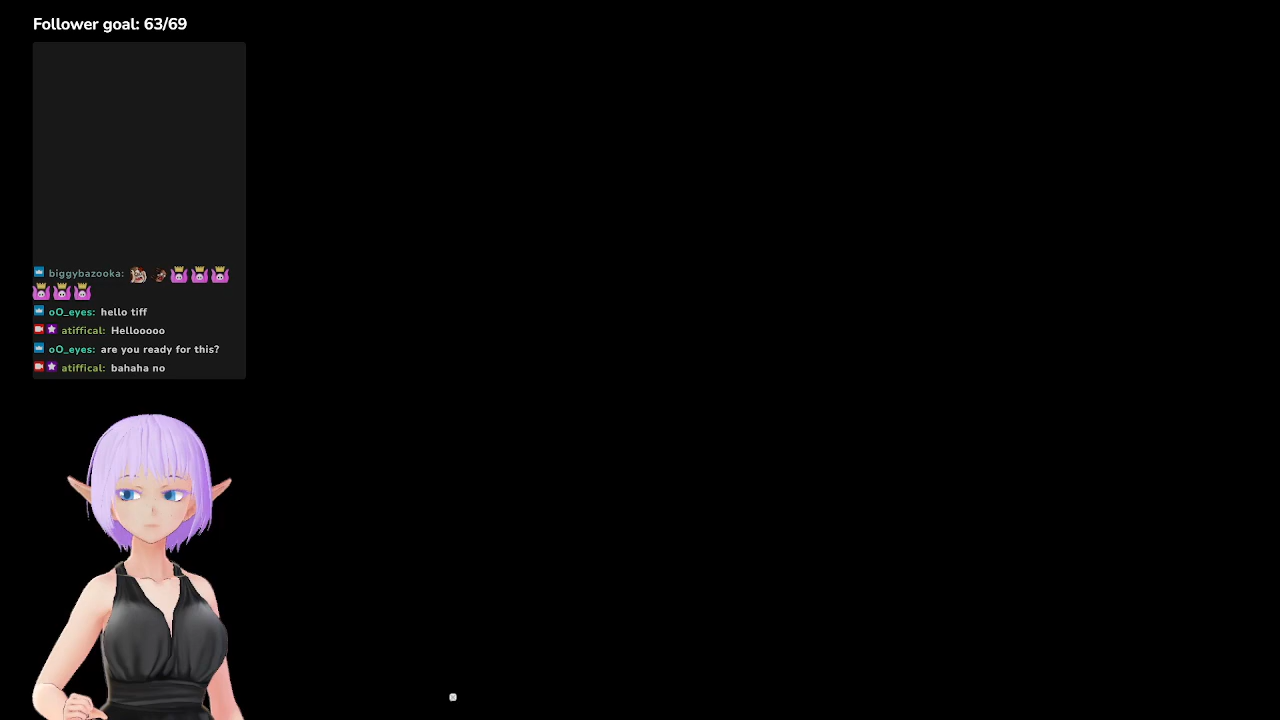 Follower goal: 63/69
biggybazooka:
oO_eyes: hello tiff
atiffical: Hellooooo
oO_eyes: are you ready for this?
atiffical: bahaha no